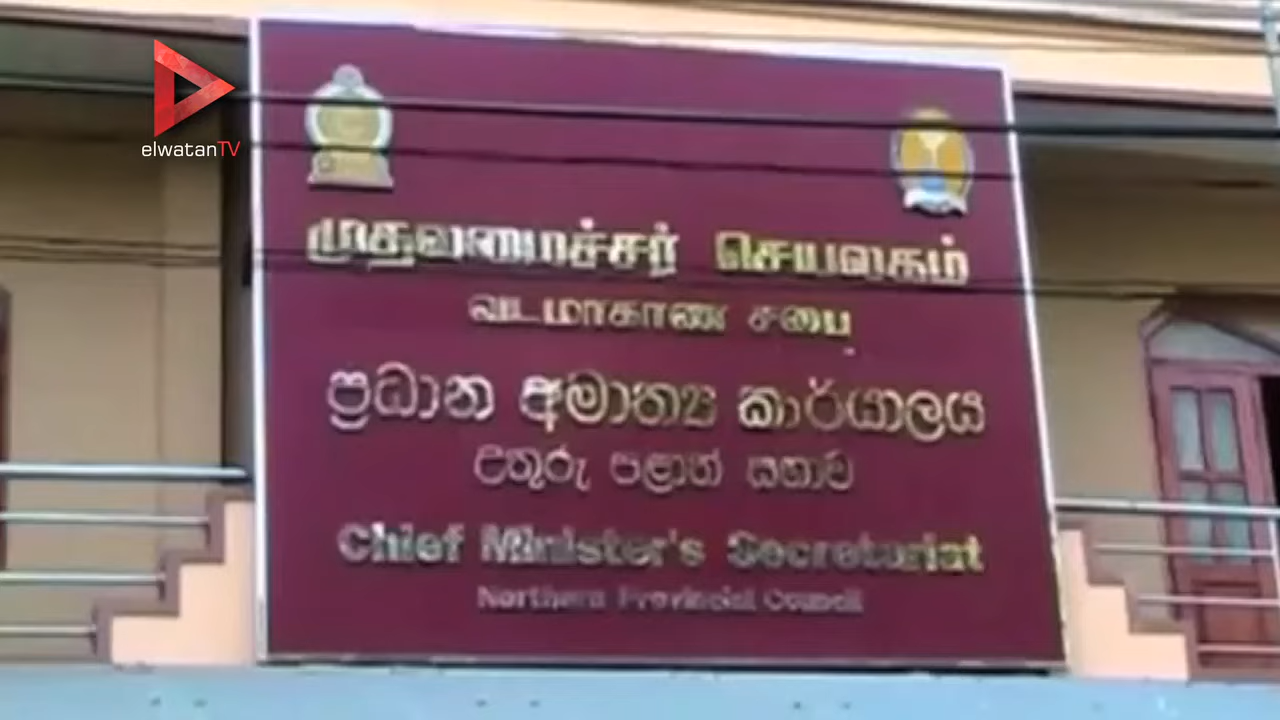 elwatanTV
முதலமைச்சர் செயலகம்
வடமாகாண சபை
ප්‍රධාන අමාත්‍ය කාර්යාලය
උතුරු පළාත් සභාව
Chief Minister's Secretariat
Northern Provincial Council